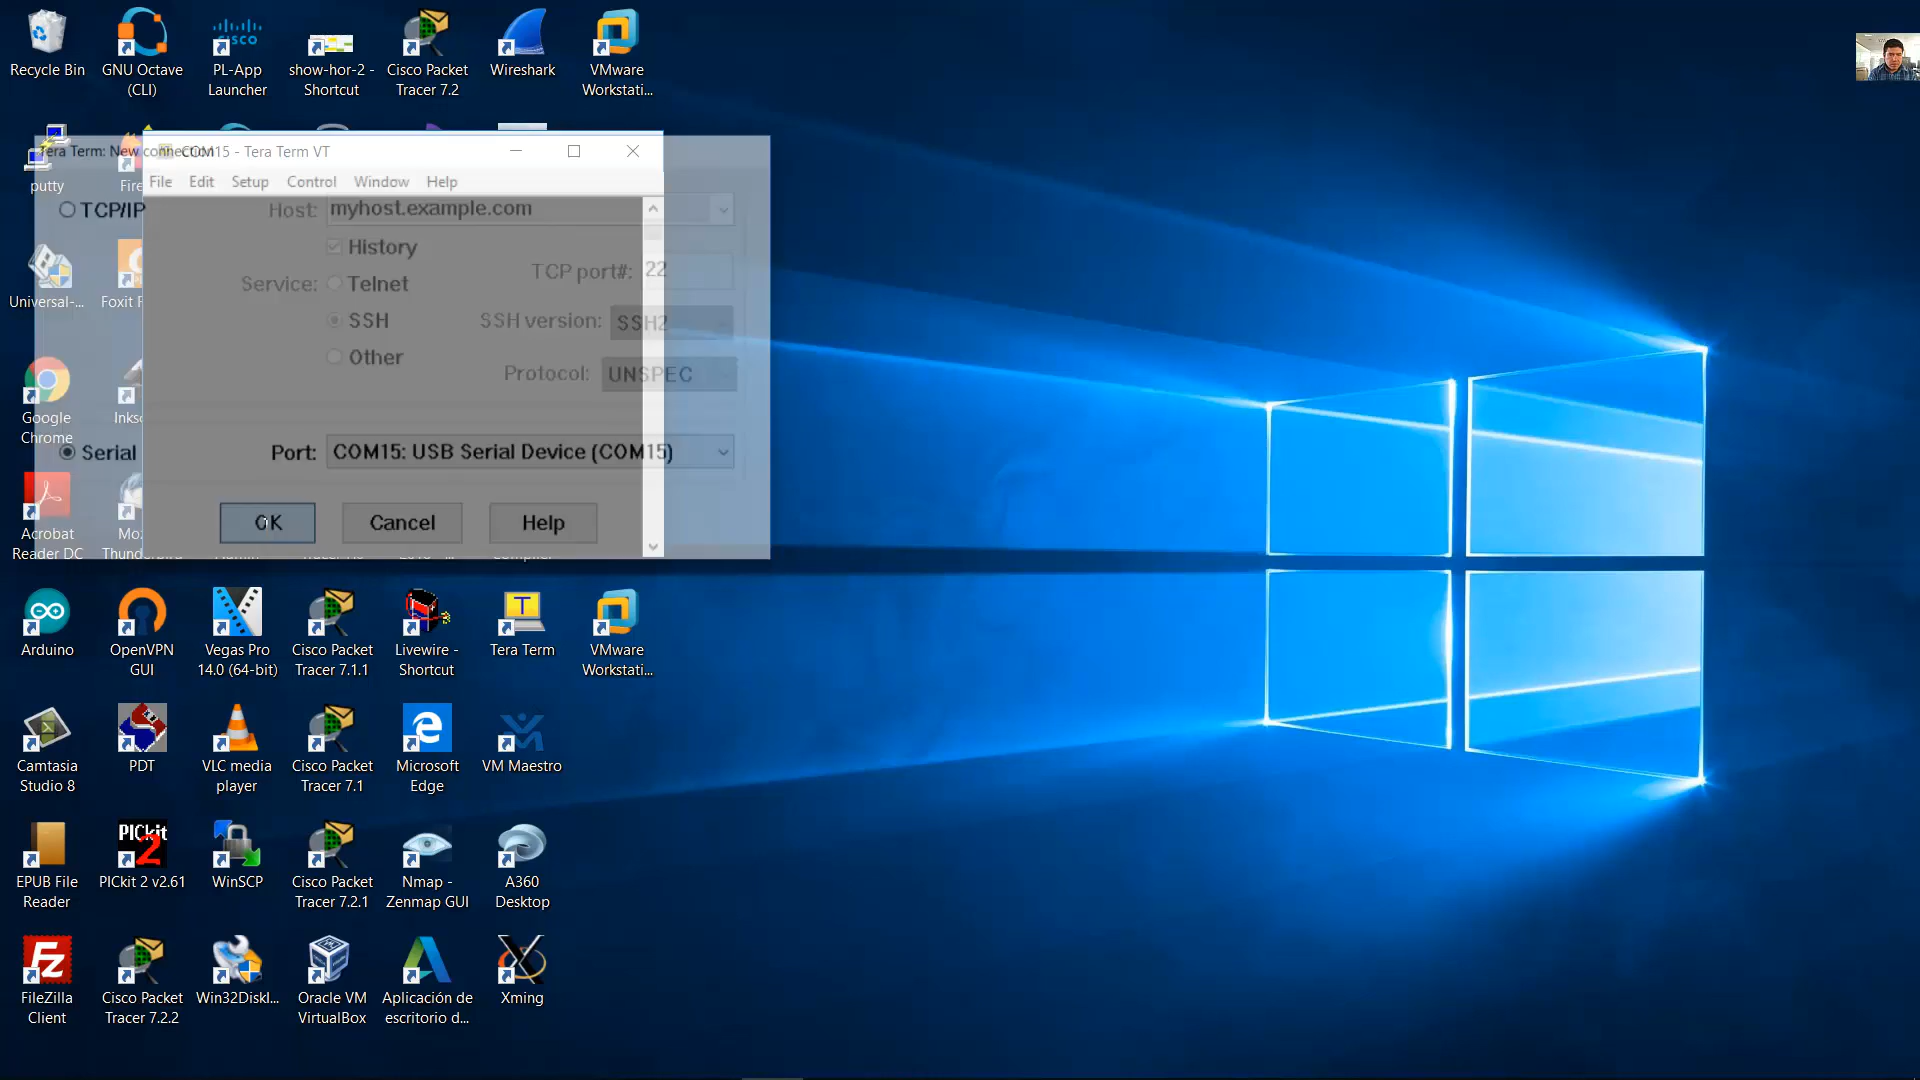 Recycle Bin
GNU Octave
(CLI)
PL-App
Launcher
show-hor-2 -
Shortcut
Cisco Packet
Tracer 7.2
Wireshark
VMware
Workstati...
cisco
putty
Fire
Universal-...
Foxit
Google
Chrome
Inks
Acrobat
Reader DC
Moz
Tera Term: New connection
COM15 - Tera Term VT
File Edit Setup Control Window Help
TCP/IP
Host:
myhost.example.com
History
TCP port#:
22
Service:
Telnet
SSH
SSH version:
SSH2
Other
Protocol:
UNSPEC
Serial
Port:
COM15: USB Serial Device (COM15)
OK
Cancel
Help
Arduino
OpenVPN
GUI
Vegas Pro
14.0 (64-bit)
Cisco Packet
Tracer 7.1.1
Livewire -
Shortcut
T
Tera Term
VMware
Workstati...
Camtasia
Studio 8
PDT
VLC media
player
Cisco Packet
Tracer 7.1
Microsoft
Edge
VM Maestro
EPUB File
Reader
PICkit
2
PICkit 2 v2.61
WinSCP
Cisco Packet
Tracer 7.2.1
Nmap -
Zenmap GUI
A360
Desktop
Fz
FileZilla
Client
Cisco Packet
Tracer 7.2.2
Win32DiskI...
Oracle VM
VirtualBox
Aplicación de
escritorio d...
Xming